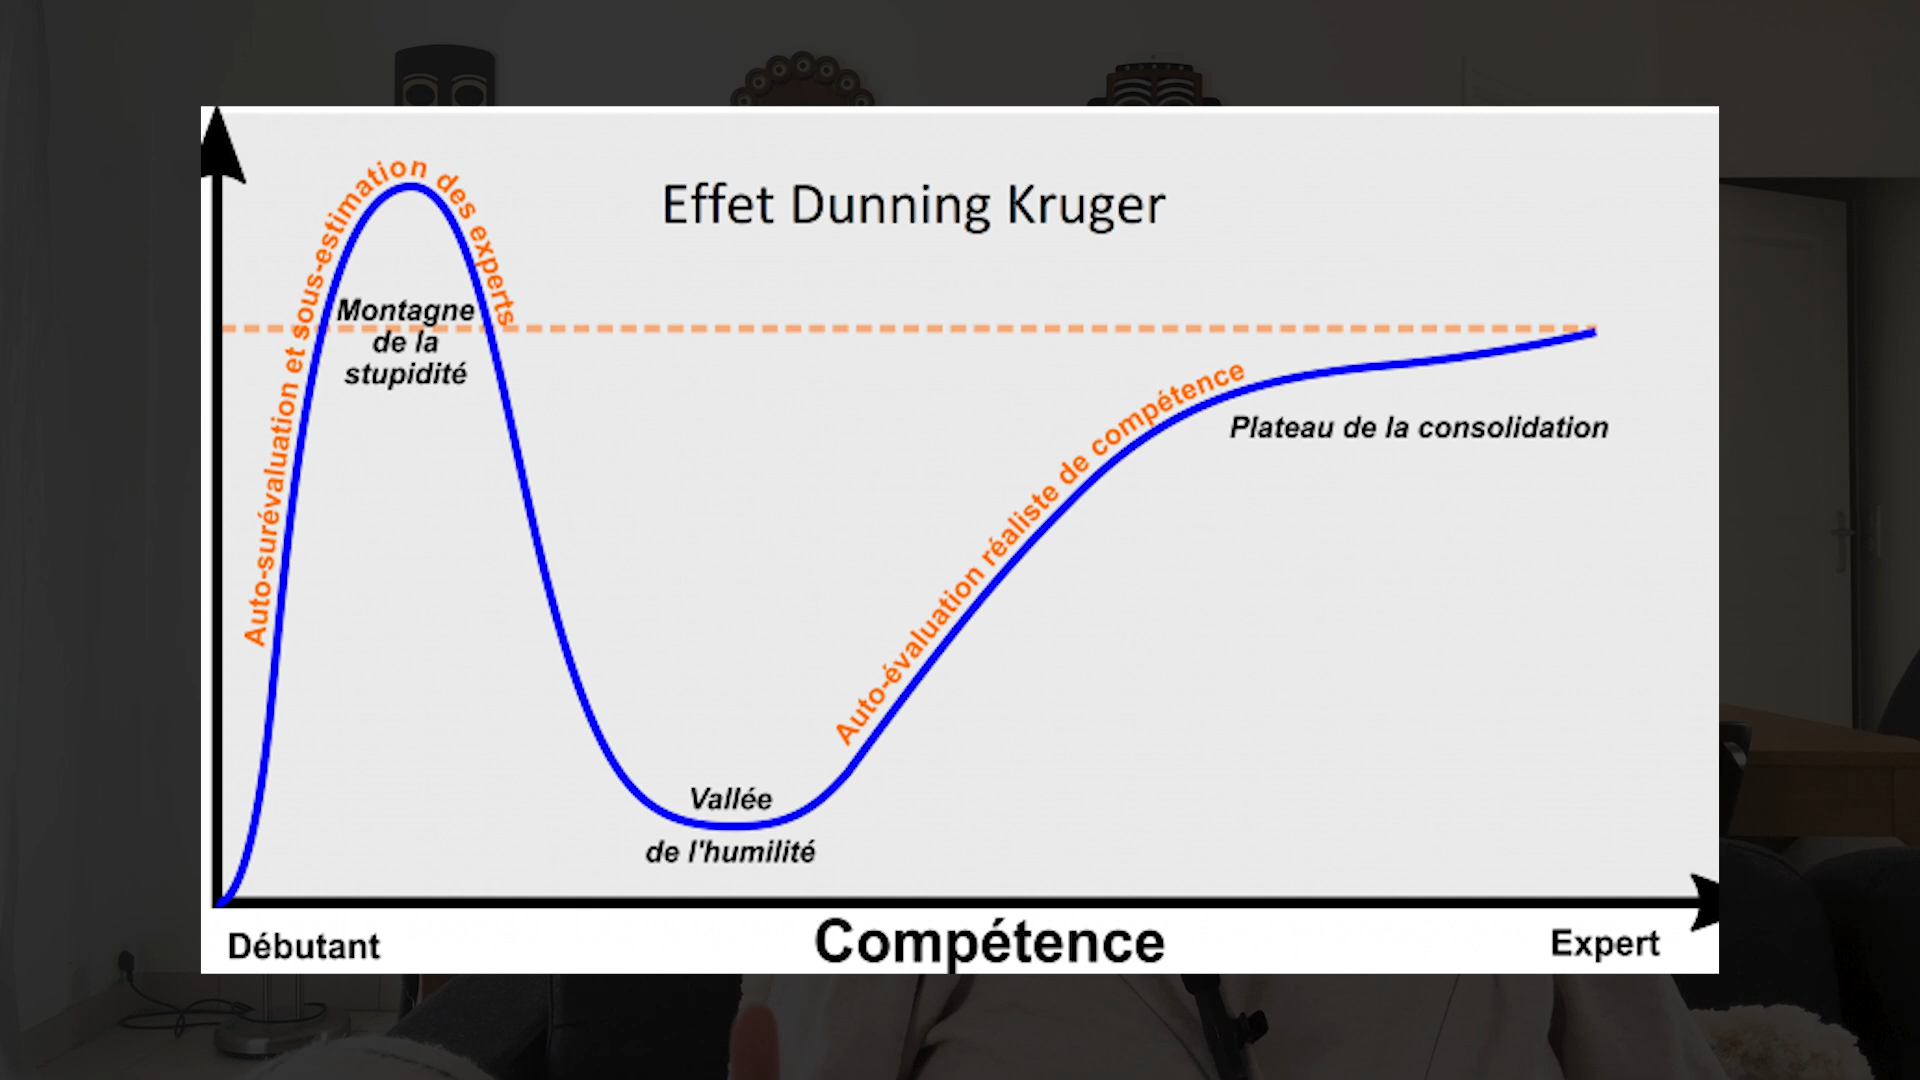 Effet Dunning Kruger
Auto-surévaluation et sous-estimation des experts
Montagne
de la
stupidité
Auto-évaluation réaliste de compétence
Plateau de la consolidation
Vallée
de l'humilité
Débutant
Compétence
Expert